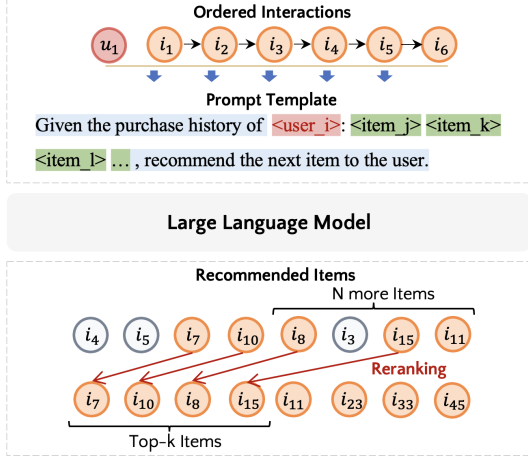 Ordered Interactions
u1 i1 i2 i3 i4 i5 i6
Prompt Template
Given the purchase history of <user_i>: <item_j> <item_k>
<item_l> … , recommend the next item to the user.
Large Language Model
Recommended Items
N more Items
i4 i5 i7 i10 i8 i3 i15 i11
Reranking
i7 i10 i8 i15 i11 i23 i33 i45
Top-k Items